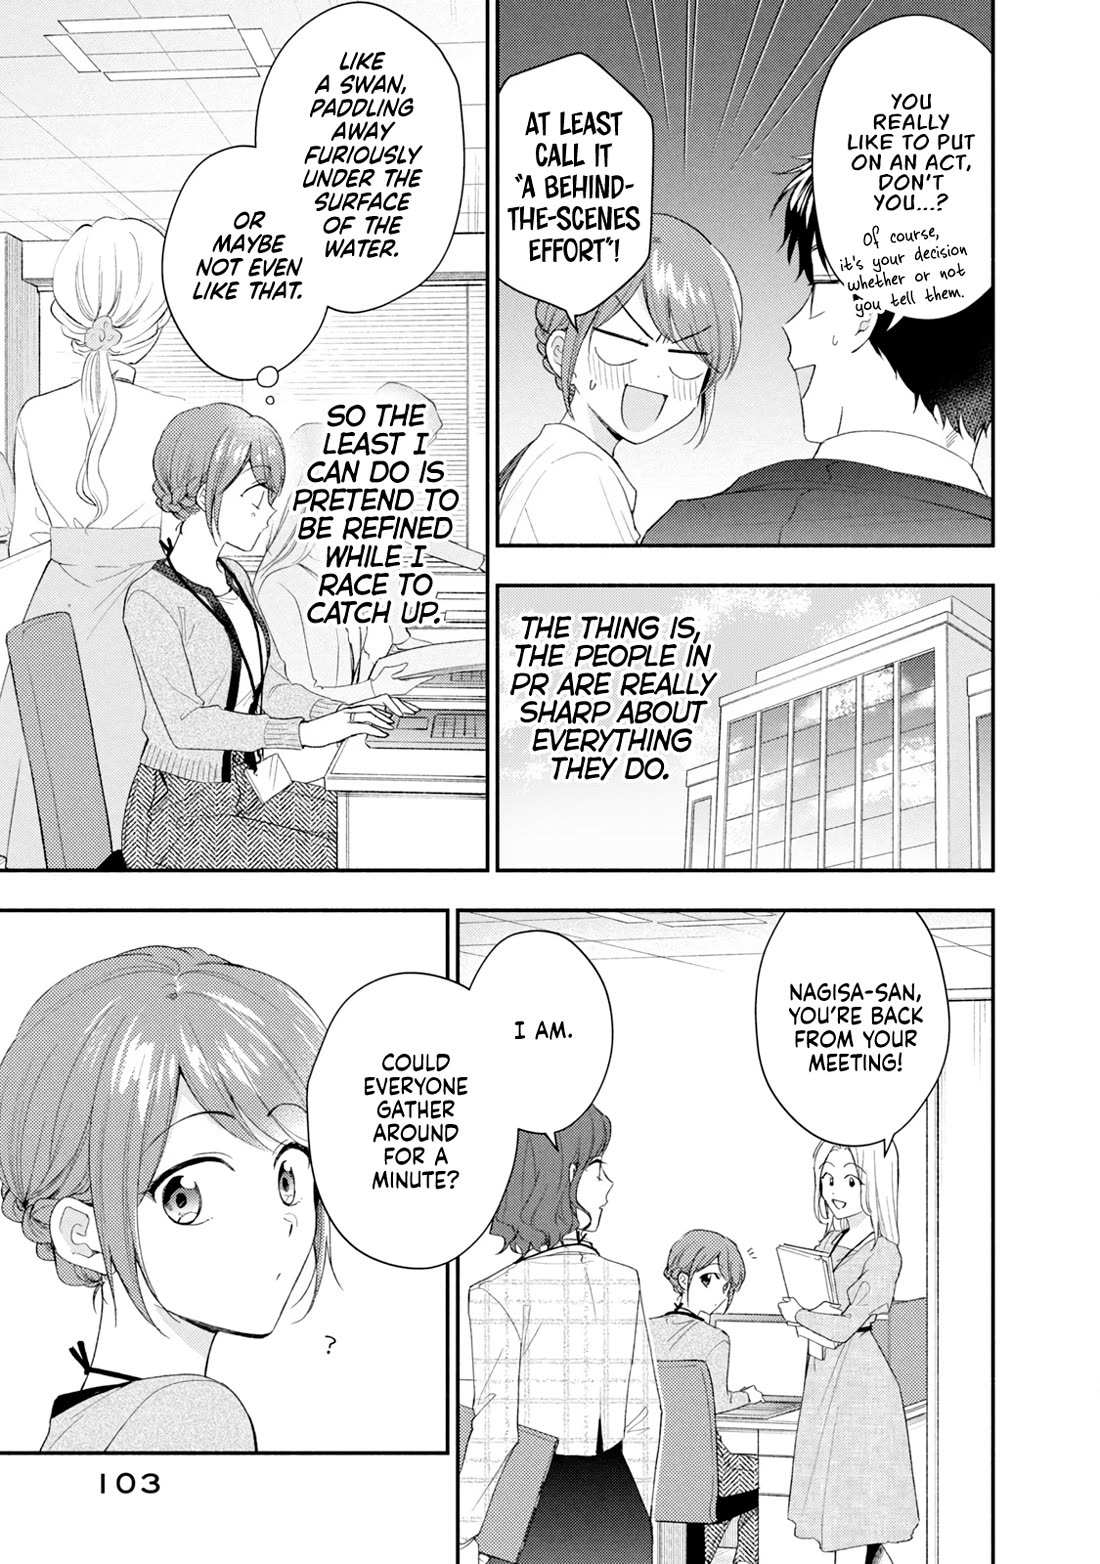 YOU
REALLY
LIKE TO PUT
ON AN ACT,
DON'T
YOU...?
Of course,
it's your decision
whether or not
you tell them.
AT LEAST
CALL IT
"A BEHIND-
THE-SCENES
EFFORT"!
THE THING IS,
THE PEOPLE IN
PR ARE REALLY
SHARP ABOUT
EVERYTHING
THEY DO.
SO THE
LEAST I
CAN DO IS
PRETEND TO
BE REFINED
WHILE I
RACE TO
CATCH UP.
LIKE
A SWAN,
PADDLING
AWAY
FURIOUSLY
UNDER THE
SURFACE
OF THE
WATER.
OR
MAYBE
NOT EVEN
LIKE THAT.
NAGISA-SAN,
YOU'RE BACK
FROM YOUR
MEETING!
I AM.
COULD
EVERYONE
GATHER
AROUND
FOR A
MINUTE?
?
103